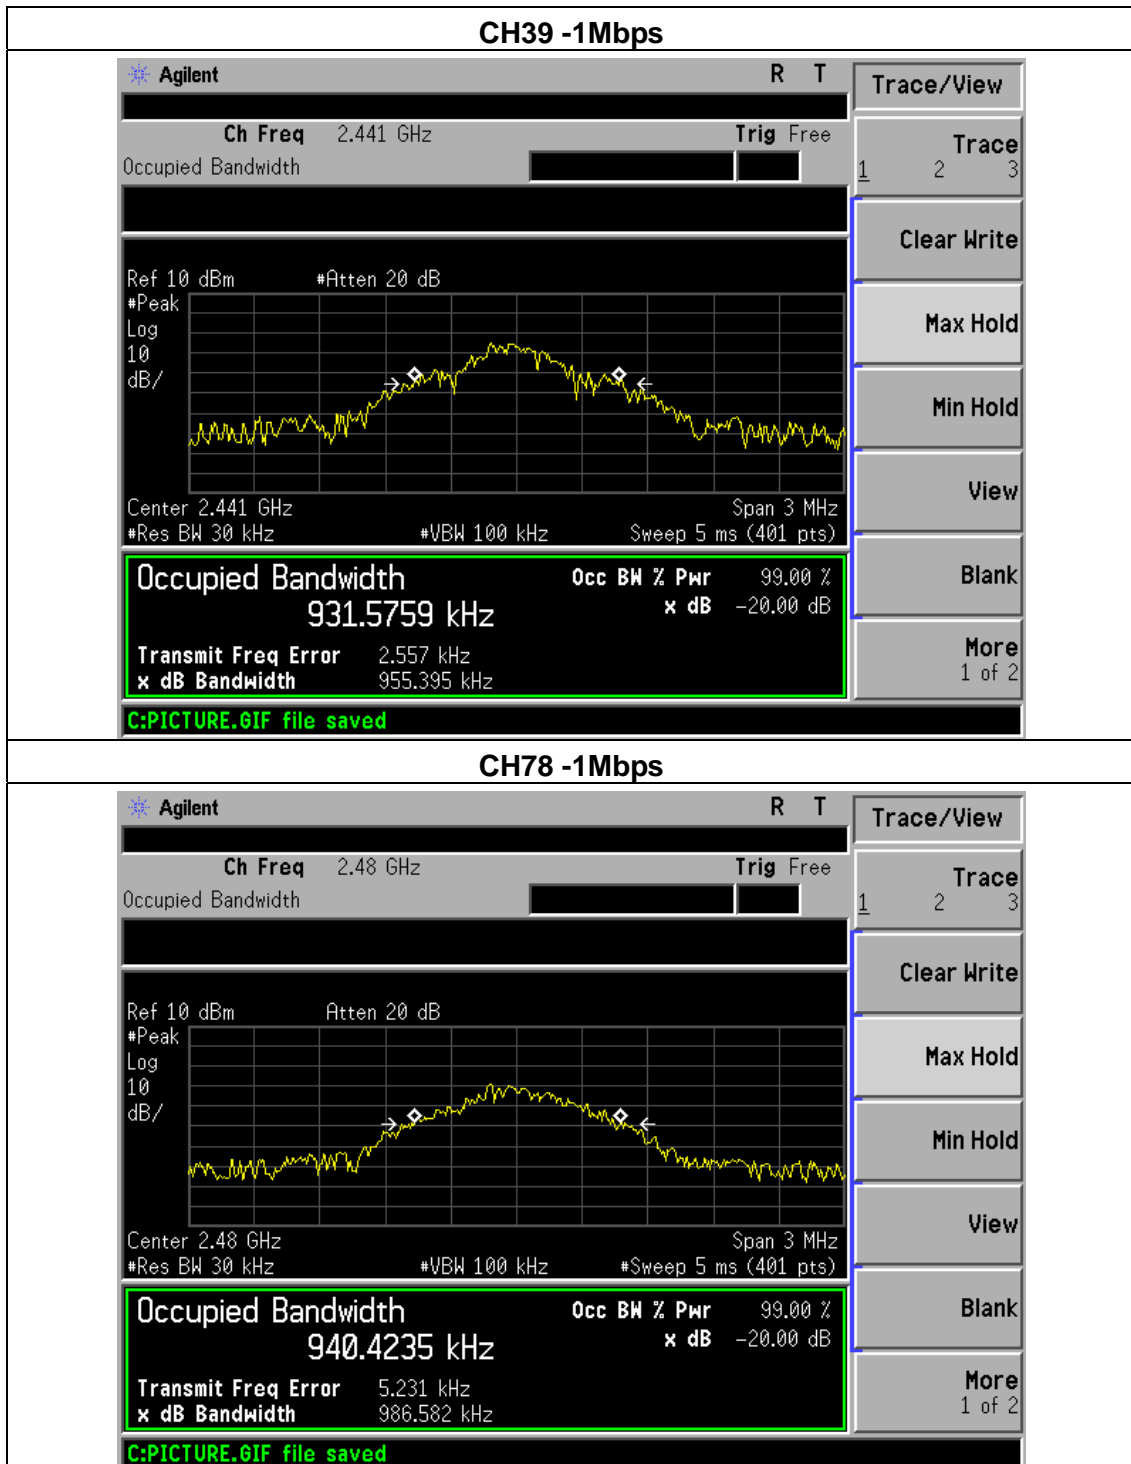 CH39 -1Mbps
Agilent R T
Trace/View
Ch Freq 2.441 GHz Trig Free
Occupied Bandwidth
Trace
1 2 3
Clear Write
Ref 10 dBm #Atten 20 dB
#Peak
Log
10
dB/
Max Hold
Min Hold
View
Center 2.441 GHz Span 3 MHz
#Res BW 30 kHz #VBW 100 kHz Sweep 5 ms (401 pts)
Occupied Bandwidth Occ BW % Pwr 99.00 %
931.5759 kHz x dB -20.00 dB
Blank
Transmit Freq Error 2.557 kHz
x dB Bandwidth 955.395 kHz
More
1 of 2
C:PICTURE.GIF file saved
CH78 -1Mbps
Agilent R T
Trace/View
Ch Freq 2.48 GHz Trig Free
Occupied Bandwidth
Trace
1 2 3
Clear Write
Ref 10 dBm Atten 20 dB
#Peak
Log
10
dB/
Max Hold
Min Hold
View
Center 2.48 GHz Span 3 MHz
#Res BW 30 kHz #VBW 100 kHz #Sweep 5 ms (401 pts)
Occupied Bandwidth Occ BW % Pwr 99.00 %
940.4235 kHz x dB -20.00 dB
Blank
Transmit Freq Error 5.231 kHz
x dB Bandwidth 986.582 kHz
More
1 of 2
C:PICTURE.GIF file saved